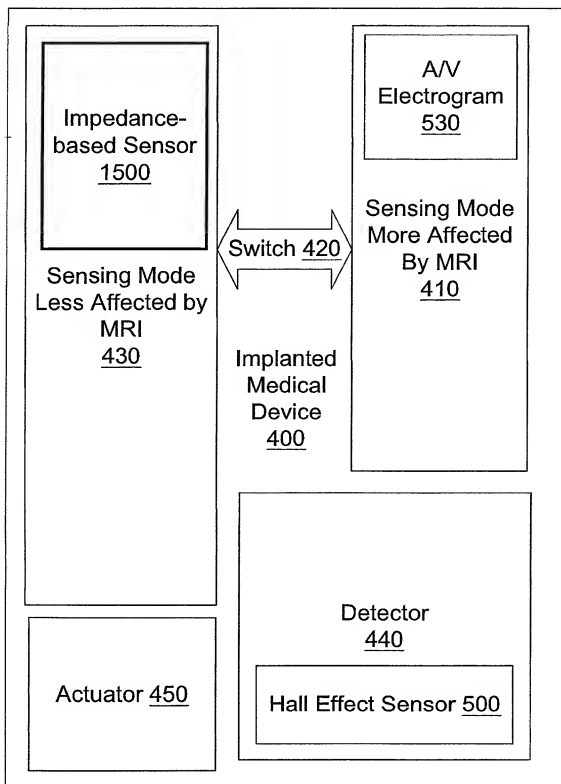 Impedance-
based Sensor
1500
Sensing Mode
Less Affected by
MRI
430
Switch 420
A/V
Electrogram
530
Sensing Mode
More Affected
By MRI
410
Implanted
Medical
Device
400
Detector
440
Hall Effect Sensor 500
Actuator 450